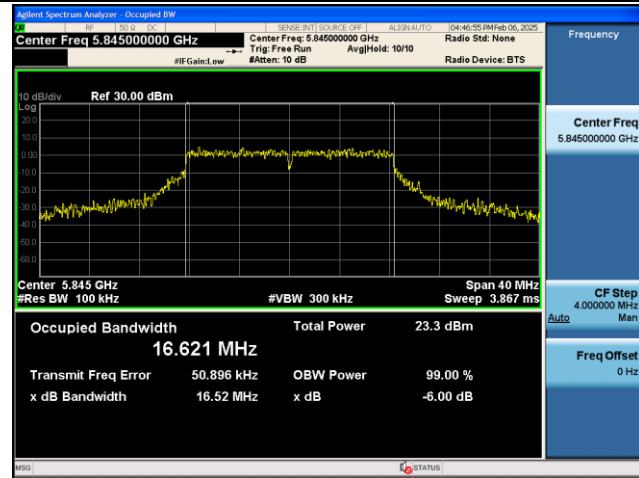 Agilent Spectrum Analyzer - Occupied BW
RF 50 Ω DC SENSE:INT SOURCE OFF ALIGN AUTO 04:46:55 PM Feb 06, 2025
Center Freq 5.845000000 GHz
Center Freq: 5.845000000 GHz
Radio Std: None
Trig: Free Run Avg|Hold: 10/10
#IFGain:Low #Atten: 10 dB Radio Device: BTS
10 dB/div Ref 30.00 dBm
Log
20.0
10.0
0.00
-10.0
-20.0
-30.0
-40.0
-50.0
-60.0
Center 5.845 GHz Span 40 MHz
#Res BW 100 kHz #VBW 300 kHz Sweep 3.867 ms
Occupied Bandwidth Total Power 23.3 dBm
16.621 MHz
Transmit Freq Error 50.896 kHz OBW Power 99.00 %
x dB Bandwidth 16.52 MHz x dB -6.00 dB
MSG STATUS
Frequency
Center Freq
5.845000000 GHz
CF Step
4.000000 MHz
Auto Man
Freq Offset
0 Hz